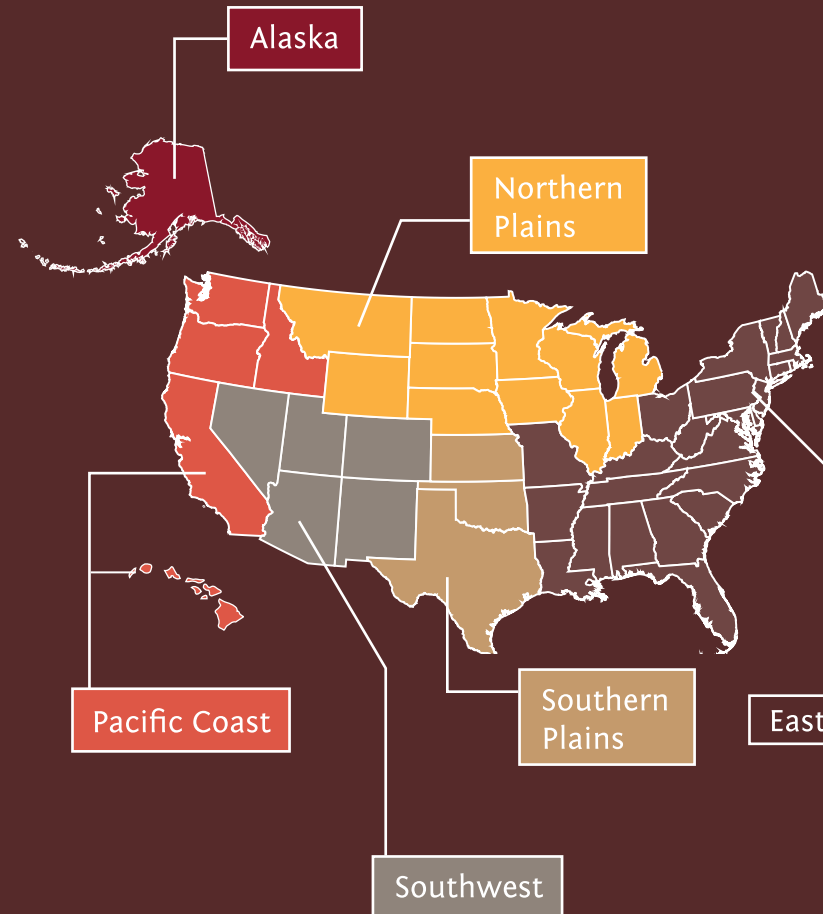 Alaska
Northern
Plains
Pacific Coast
Southern
Plains
East
Southwest